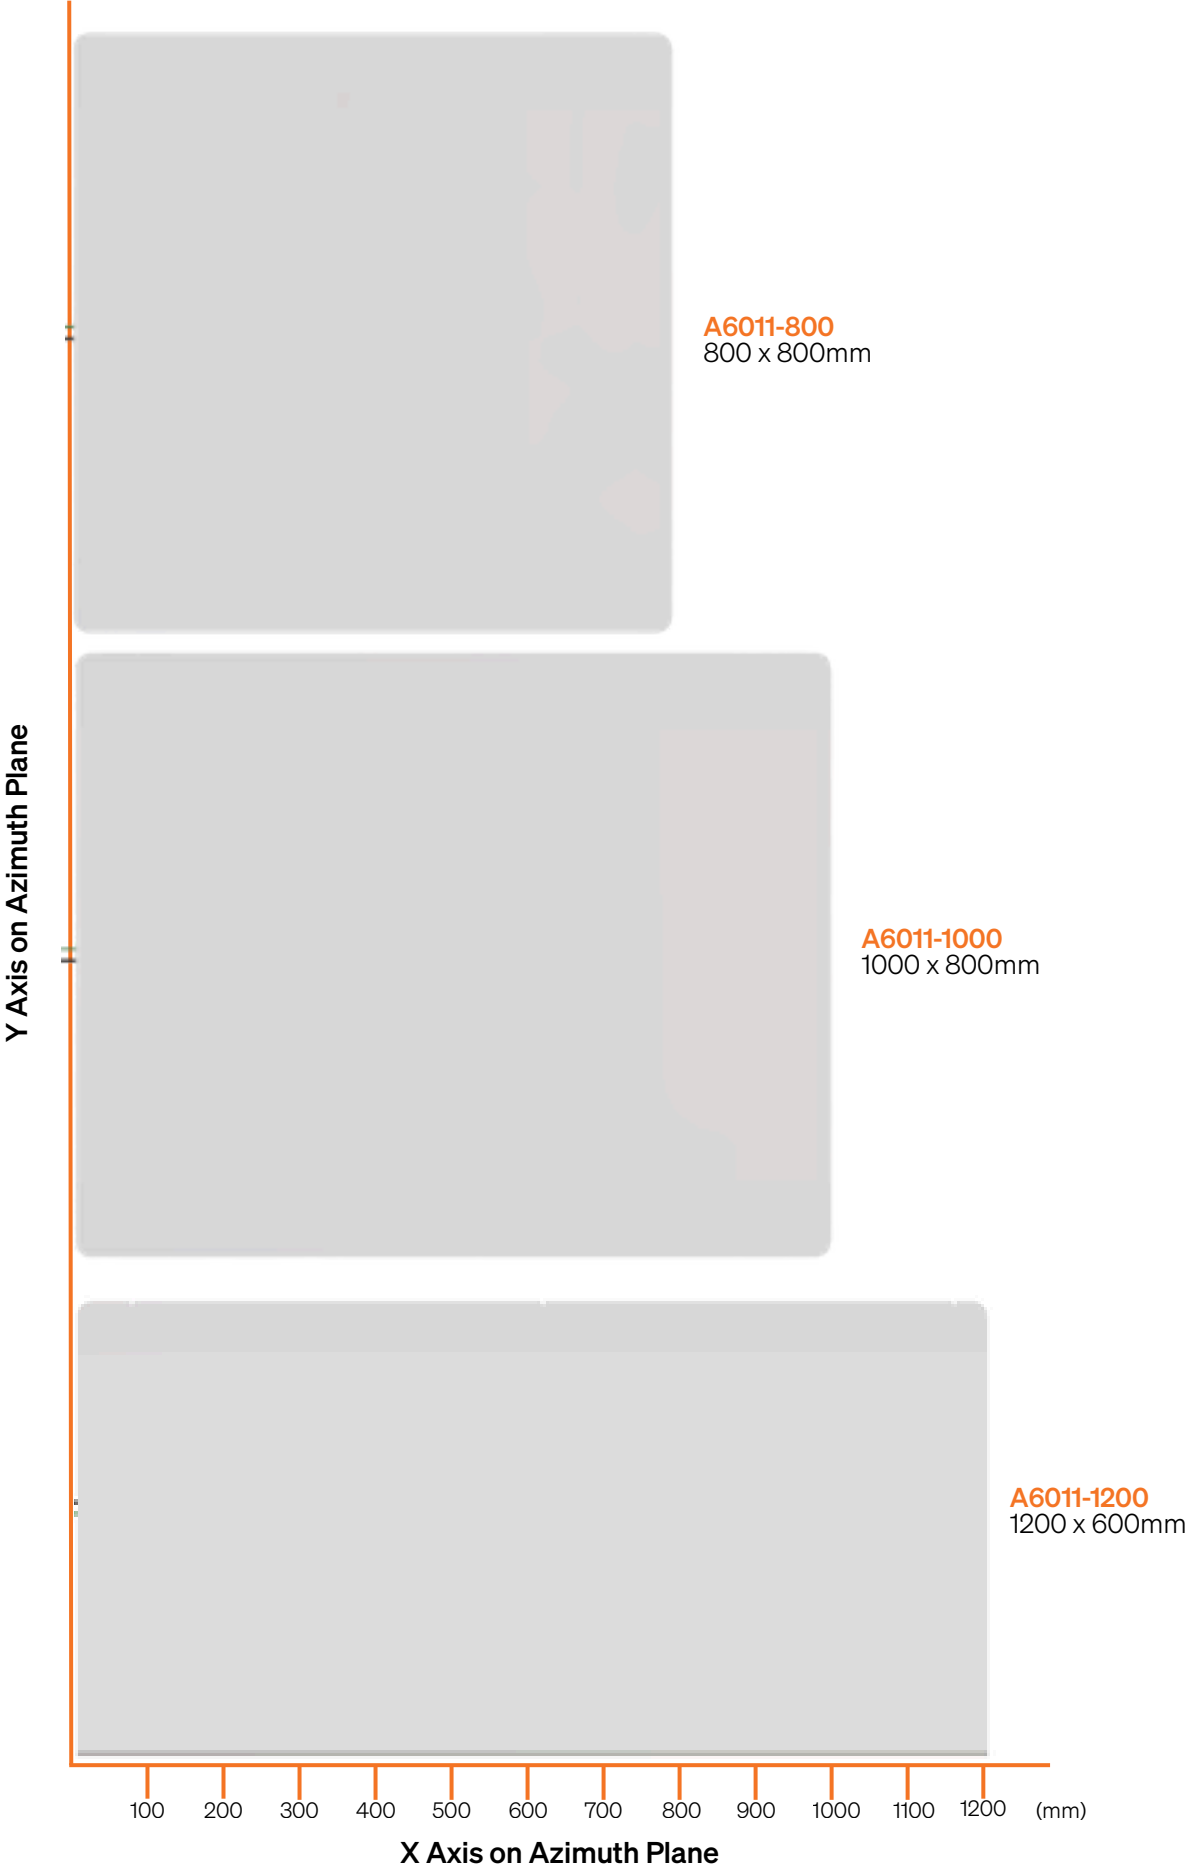 A6011-800
800 x 800mm
Y Axis on Azimuth Plane
A6011-1000
1000 x 800mm
A6011-1200
1200 x 600mm
100 200 300 400 500 600 700 800 900 1000 1100 1200 (mm)
X Axis on Azimuth Plane